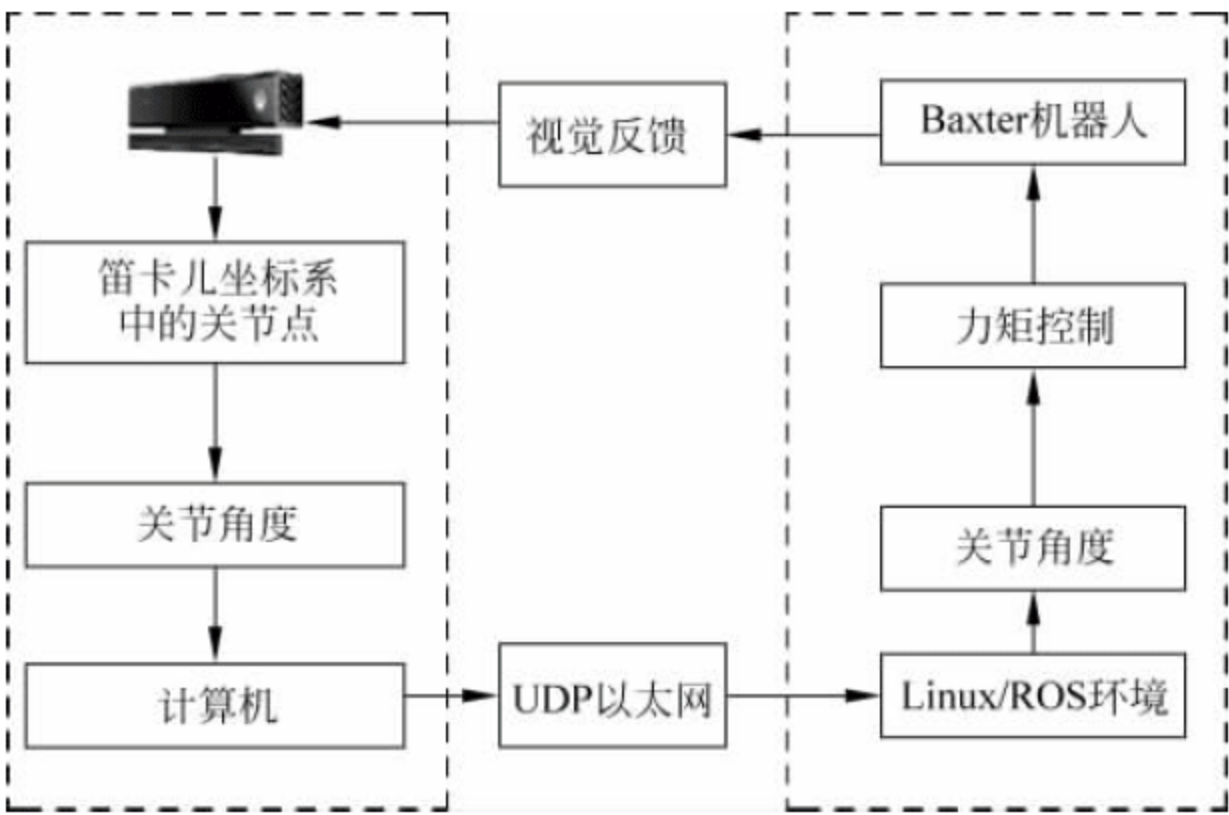 视觉反馈
Baxter机器人
笛卡儿坐标系
中的关节点
力矩控制
关节角度
关节角度
计算机
UDP以太网
Linux/ROS环境